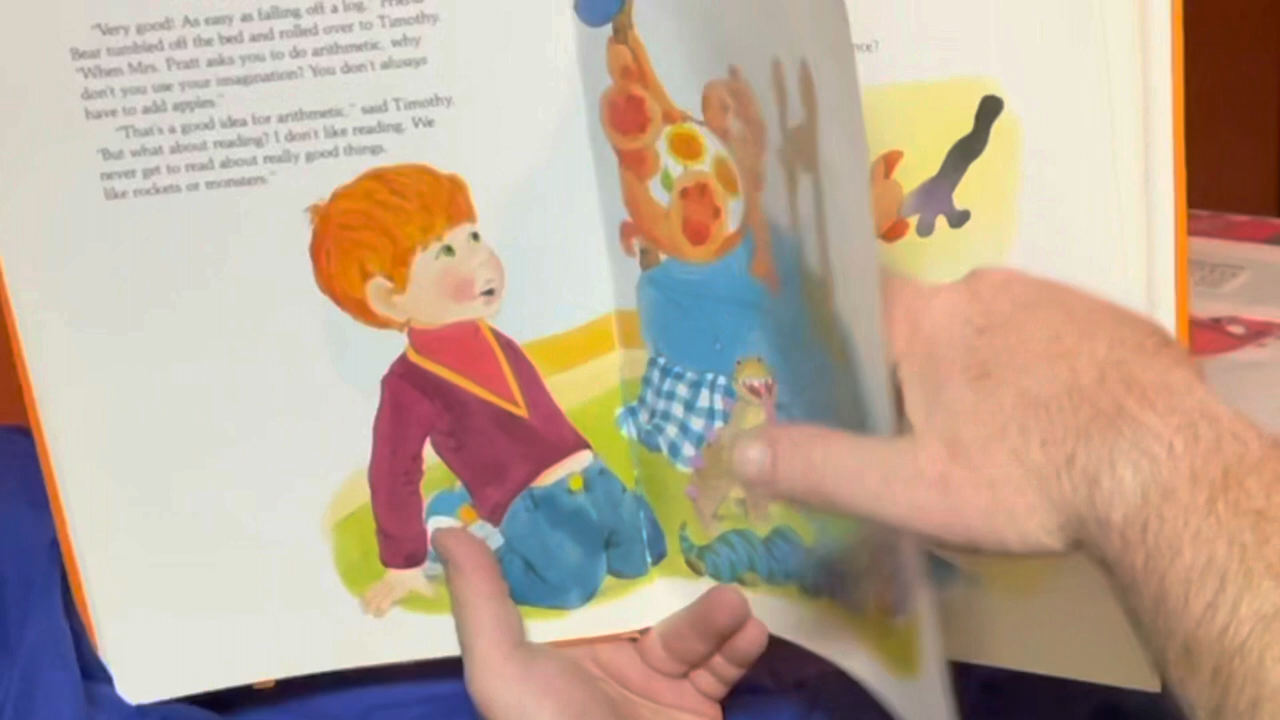 "Very good! As easy as falling off a log." Friend
Bear tumbled off the bed and rolled over to Timothy.
"When Mrs. Pratt asks you to do arithmetic, why
don't you use your imagination? You don't always
have to add apples."
"That's a good idea for arithmetic," said Timothy.
"But what about reading? I don't like reading. We
never get to read about really good things,
like rockets or monsters."